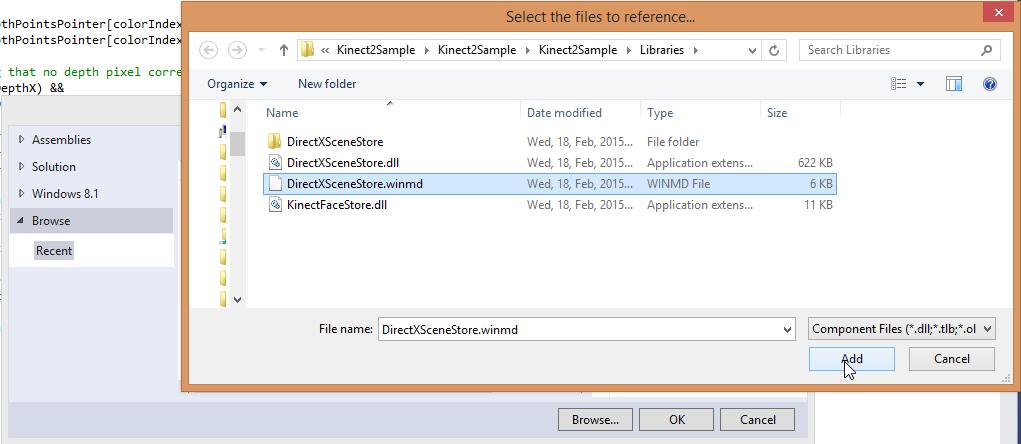 Select the files to reference...
pthPointsPointer[colorIndex
pthPointsPointer[colorIndex
« Kinect2Sample Kinect2Sample Kinect2Sample Libraries Search Libraries
that no depth pixel corre
DepthX) &&
Organize New folder
Name Date modified Type Size
DirectXSceneStore Wed, 18, Feb, 2015... File folder
DirectXSceneStore.dll Wed, 18, Feb, 2015... Application extens... 622 KB
DirectXSceneStore.winmd Wed, 18, Feb, 2015... WINMD File 6 KB
KinectFaceStore.dll Wed, 18, Feb, 2015... Application extens... 11 KB
Assemblies
Solution
Windows 8.1
Browse
Recent
File name: DirectXSceneStore.winmd Component Files (*.dll;*.tlb;*.ol
Add Cancel
Browse... OK Cancel